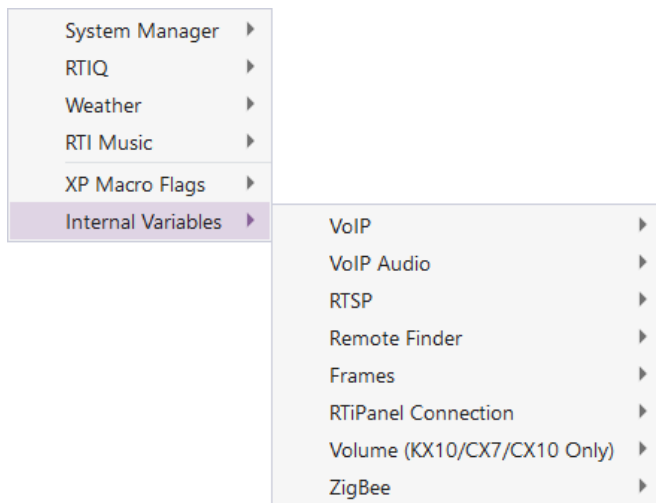 System Manager
RTIQ
Weather
RTI Music
XP Macro Flags
Internal Variables
VoIP
VoIP Audio
RTSP
Remote Finder
Frames
RTiPanel Connection
Volume (KX10/CX7/CX10 Only)
ZigBee